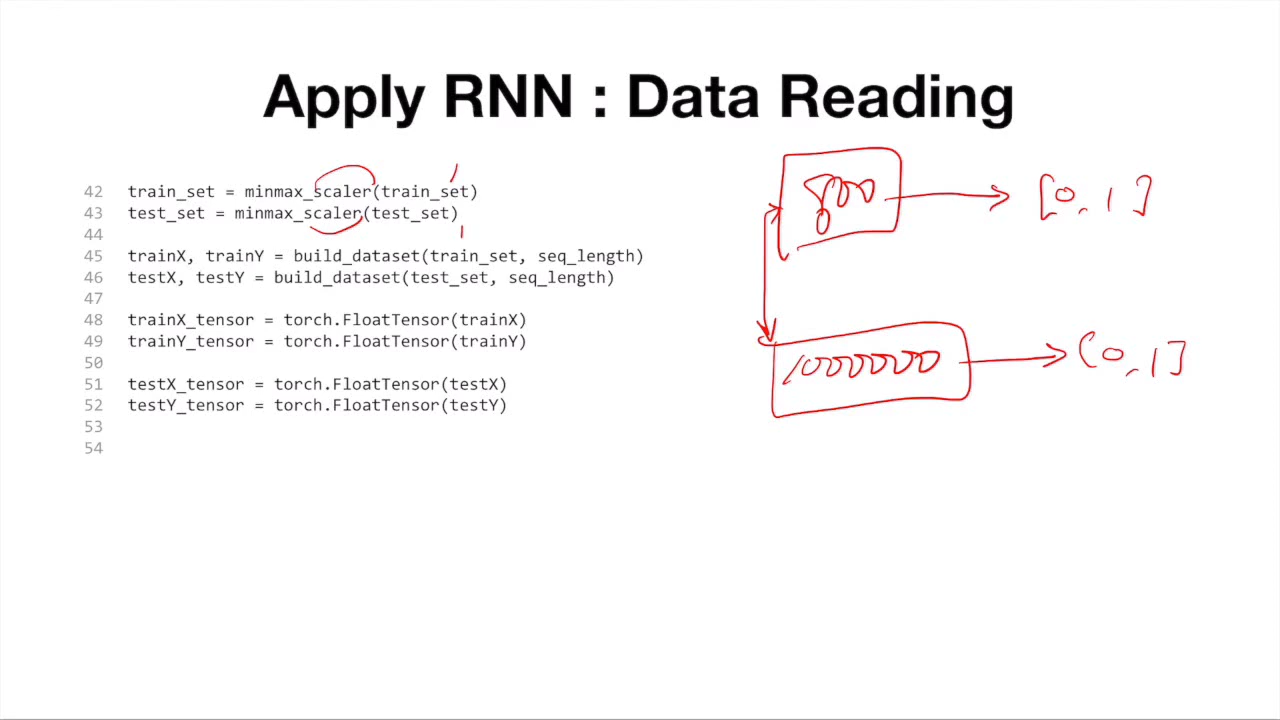 Apply RNN : Data Reading
42 train_set = minmax_scaler(train_set)
43 test_set = minmax_scaler(test_set)
44
45 trainX, trainY = build_dataset(train_set, seq_length)
46 testX, testY = build_dataset(test_set, seq_length)
47
48 trainX_tensor = torch.FloatTensor(trainX)
49 trainY_tensor = torch.FloatTensor(trainY)
50
51 testX_tensor = torch.FloatTensor(testX)
52 testY_tensor = torch.FloatTensor(testY)
53
54
800
[0, 1]
1000000
[0, 1]